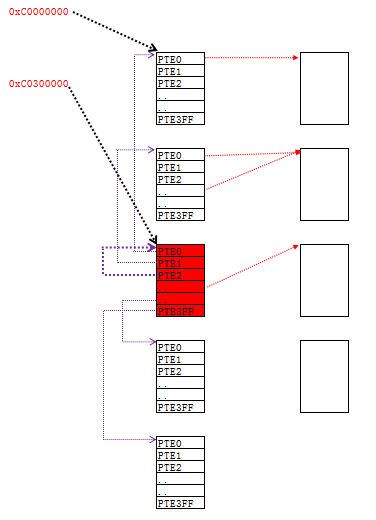 0xC0000000
PTE0
PTE1
PTE2
..
..
PTE3FF
PTE0
PTE1
PTE2
..
..
PTE3FF
0xC0300000
PTE0
PTE1
PTE2
..
..
PTE3FF
PTE0
PTE1
PTE2
..
..
PTE3FF
PTE0
PTE1
PTE2
..
..
PTE3FF